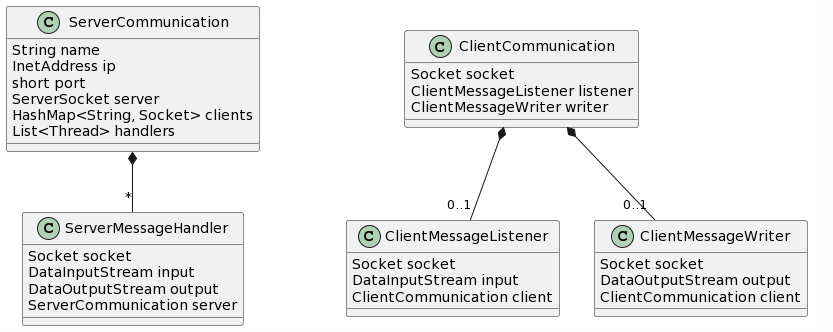 C ServerCommunication
String name
InetAddress ip
short port
ServerSocket server
HashMap<String, Socket> clients
List<Thread> handlers
*
C ServerMessageHandler
Socket socket
DataInputStream input
DataOutputStream output
ServerCommunication server
C ClientCommunication
Socket socket
ClientMessageListener listener
ClientMessageWriter writer
0..1
0..1
C ClientMessageListener
Socket socket
DataInputStream input
ClientCommunication client
C ClientMessageWriter
Socket socket
DataOutputStream output
ClientCommunication client